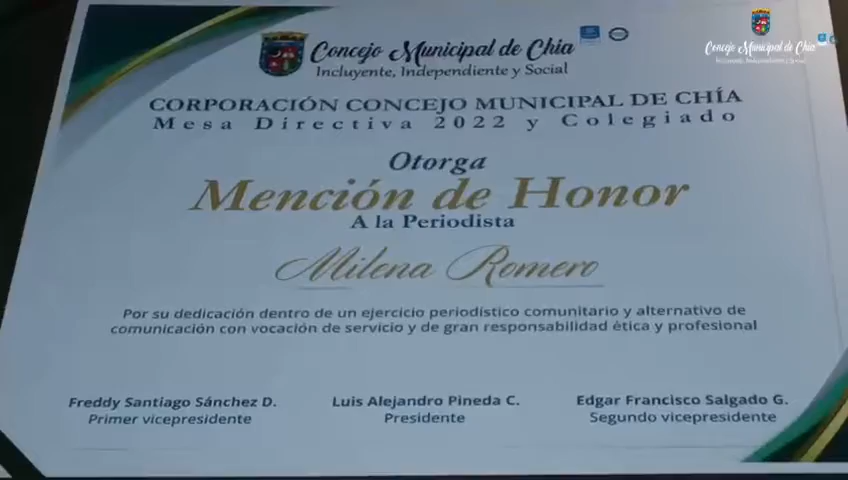 Concejo Municipal de Chía
Incluyente, Independiente y Social
Concejo Municipal de Chía
Incluyente, Independiente y Social
CORPORACIÓN CONCEJO MUNICIPAL DE CHÍA
Mesa Directiva 2022 y Colegiado
Otorga
Mención de Honor
A la Periodista
Milena Romero
Por su dedicación dentro de un ejercicio periodístico comunitario y alternativo de
comunicación con vocación de servicio y de gran responsabilidad ética y profesional
Freddy Santiago Sánchez D.
Primer vicepresidente
Luis Alejandro Pineda C.
Presidente
Edgar Francisco Salgado G.
Segundo vicepresidente